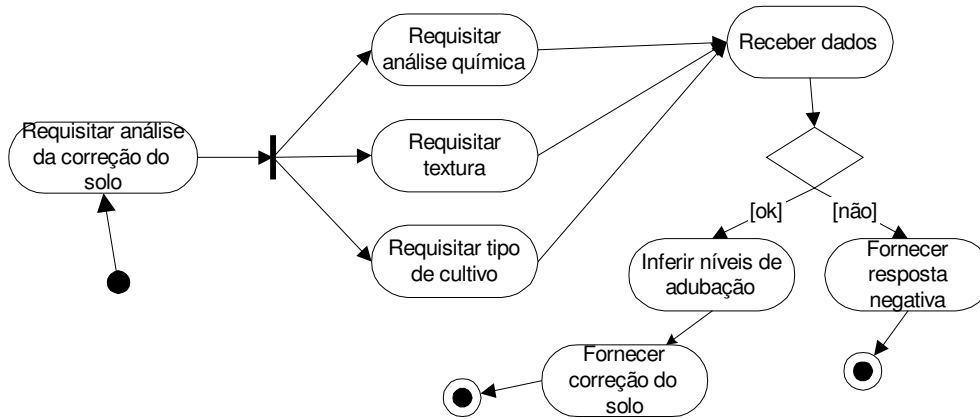 Requisitar análise
da correção do
solo
Requisitar
análise química
Requisitar
textura
Requisitar tipo
de cultivo
Receber dados
[ok]
[não]
Inferir níveis de
adubação
Fornecer
resposta
negativa
Fornecer
correção do
solo